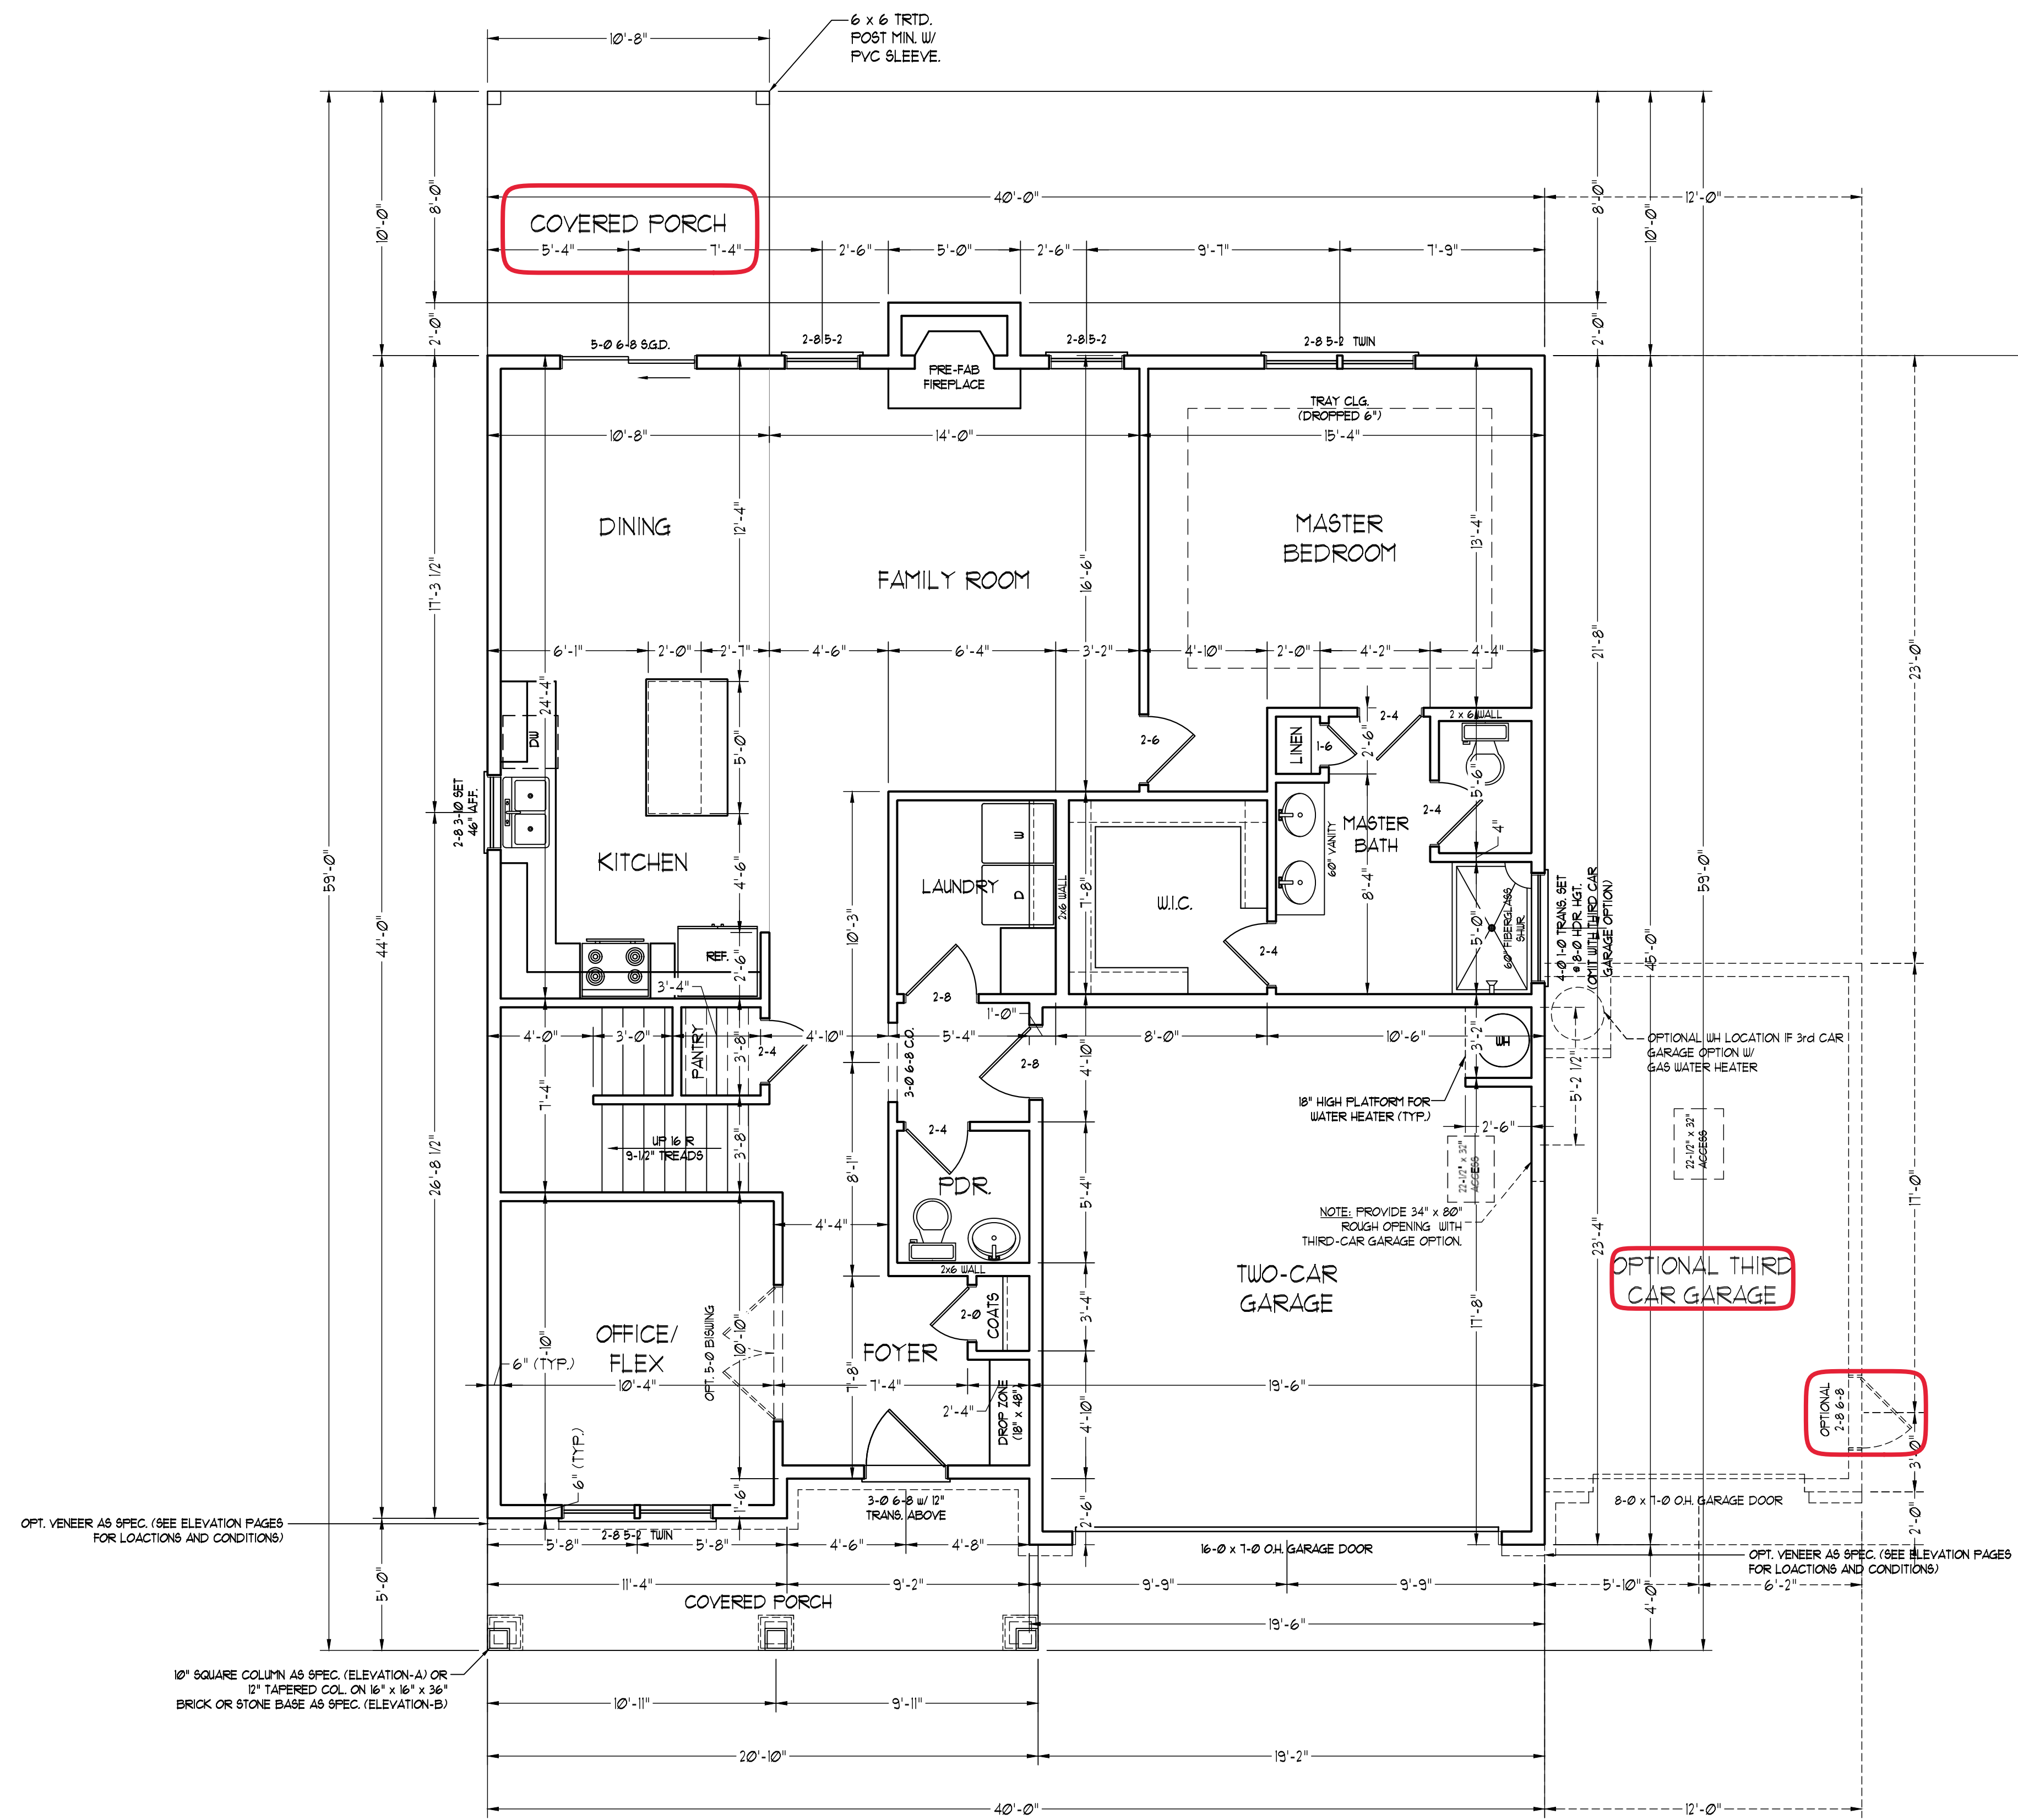 6 x 6 TRTD.
POST MIN. W/
PVC SLEEVE.
10'-8"
40'-0"
12'-0"
8'-0"
10'-0"
8'-0"
10'-0"
COVERED PORCH
5'-4"
7'-4"
2'-6"
5'-0"
2'-6"
9'-7"
7'-9"
2'-0"
2'-0"
5-0 6-8 S.G.D.
2-8 5-2
2-8 5-2
2-8 5-2 TWIN
PRE-FAB
FIREPLACE
TRAY CLG.
(DROPPED 6")
10'-8"
14'-0"
15'-4"
DINING
12'-4"
FAMILY ROOM
16'-6"
MASTER
BEDROOM
13'-4"
17'-3 1/2"
21'-8"
23'-0"
6'-1"
2'-0"
2'-7"
4'-6"
6'-4"
3'-2"
4'-10"
2'-0"
4'-2"
4'-4"
24'-4"
DW
5'-0"
2-6
LINEN
1-6
2'-6"
2-4
2 x 6 WALL
5'-6"
2-4
4"
2-8 3-10 SET
46" AFF.
KITCHEN
4'-6"
59'-0"
44'-0"
10'-3"
LAUNDRY
W
D
2x6 WALL
7'-8"
W.I.C.
2-4
60" VANITY
MASTER
BATH
8'-4"
5'-0"
60" FIBERGLASS
SHWR
4-0 1-0 TRANS. SET
@ 8-0 HDR. HGT.
(OMIT WITH THIRD CAR
GARAGE OPTION)
45'-0"
59'-0"
REF.
2'-6"
3'-4"
2-8
1'-0"
4'-0"
3'-0"
PANTRY
3'-8"
2-4
4'-10"
3-0 6-8 C.O.
5'-4"
2-8
4'-10"
8'-0"
10'-6"
3'-2"
WH
OPTIONAL WH LOCATION IF 3rd CAR
GARAGE OPTION W/
GAS WATER HEATER
5'-2 1/2"
18" HIGH PLATFORM FOR
WATER HEATER (TYP.)
2'-6"
7'-4"
UP 16 R
9-1/2" TREADS
3'-8"
2-4
22-1/2" x 32"
ACCESS
22-1/2" x 32"
ACCESS
26'-8 1/2"
8'-1"
PDR.
5'-4"
4'-4"
NOTE: PROVIDE 34" x 80"
ROUGH OPENING WITH
THIRD-CAR GARAGE OPTION.
23'-4"
17'-0"
2x6 WALL
TWO-CAR
GARAGE
OPTIONAL THIRD
CAR GARAGE
OFFICE/
FLEX
OPT. 5-0 BISWING
10'-10"
2-0
COATS
3'-4"
17'-8"
FOYER
6" (TYP.)
10'-4"
7'-8"
7'-4"
2'-4"
DROP ZONE
(18" x 48")
4'-10"
19'-6"
OPTIONAL
2-8 6-8
3'-0"
6" (TYP.)
3-0 6-8 w/ 12"
TRANS. ABOVE
2'-6"
8-0 x 7-0 O.H. GARAGE DOOR
2'-0"
OPT. VENEER AS SPEC. (SEE ELEVATION PAGES
FOR LOACTIONS AND CONDITIONS)
2-8 5-2 TWIN
5'-8"
5'-8"
4'-6"
4'-8"
16-0 x 7-0 O.H. GARAGE DOOR
OPT. VENEER AS SPEC. (SEE ELEVATION PAGES
FOR LOACTIONS AND CONDITIONS)
5'-0"
11'-4"
9'-2"
9'-9"
9'-9"
5'-10"
6'-2"
4'-0"
COVERED PORCH
19'-6"
10" SQUARE COLUMN AS SPEC. (ELEVATION-A) OR
12" TAPERED COL. ON 16" x 16" x 36"
BRICK OR STONE BASE AS SPEC. (ELEVATION-B)
10'-11"
9'-11"
20'-10"
19'-2"
40'-0"
12'-0"